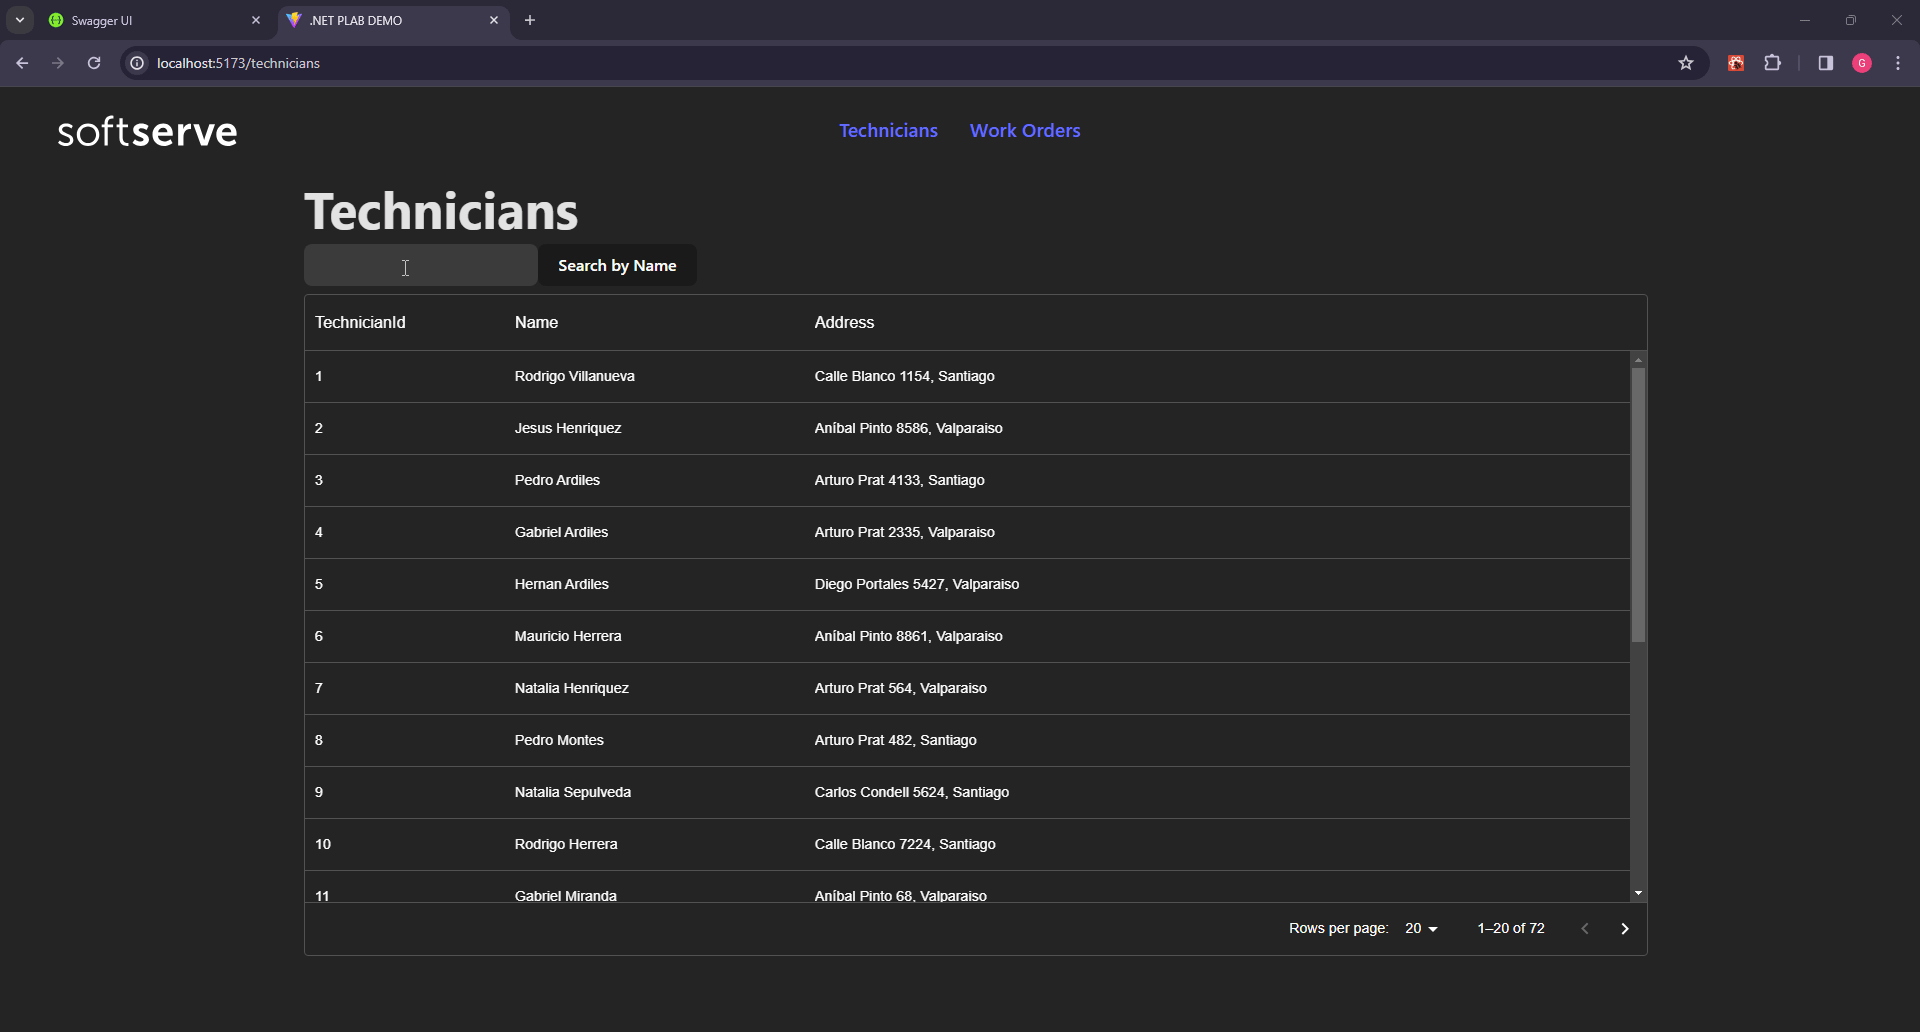 Swagger UI
.NET PLAB DEMO
localhost:5173/technicians
G
softserve
Technicians Work Orders
Technicians
Search by Name
TechnicianId Name Address
1 Rodrigo Villanueva Calle Blanco 1154, Santiago
2 Jesus Henriquez Aníbal Pinto 8586, Valparaiso
3 Pedro Ardiles Arturo Prat 4133, Santiago
4 Gabriel Ardiles Arturo Prat 2335, Valparaiso
5 Hernan Ardiles Diego Portales 5427, Valparaiso
6 Mauricio Herrera Aníbal Pinto 8861, Valparaiso
7 Natalia Henriquez Arturo Prat 564, Valparaiso
8 Pedro Montes Arturo Prat 482, Santiago
9 Natalia Sepulveda Carlos Condell 5624, Santiago
10 Rodrigo Herrera Calle Blanco 7224, Santiago
11 Gabriel Miranda Aníbal Pinto 68, Valparaiso
Rows per page: 20 1–20 of 72